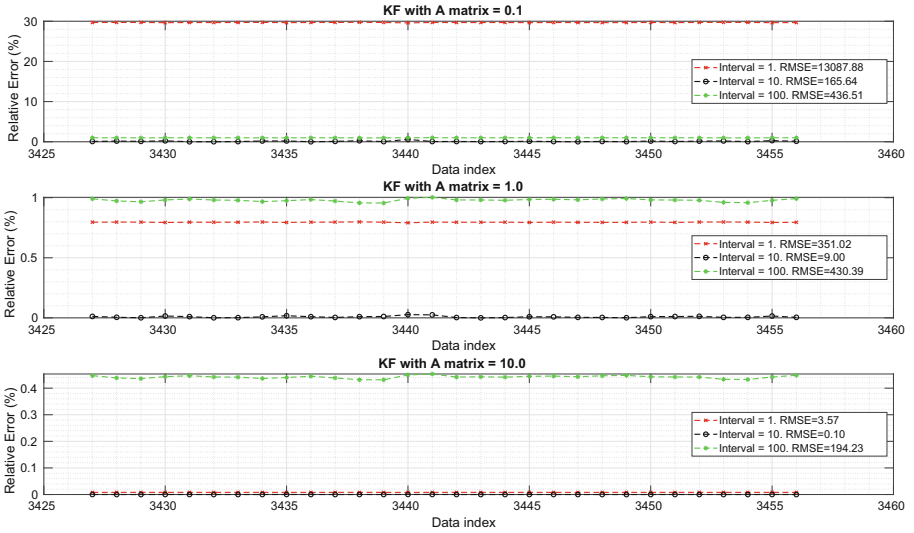 KF with A matrix = 0.1
30
20
10
0
Relative Error (%)
Interval = 1. RMSE=13087.88
Interval = 10. RMSE=165.64
Interval = 100. RMSE=436.51
3425 3430 3435 3440 3445 3450 3455 3460
Data index
KF with A matrix = 1.0
1
0.5
0
Relative Error (%)
Interval = 1. RMSE=351.02
Interval = 10. RMSE=9.00
Interval = 100. RMSE=430.39
3425 3430 3435 3440 3445 3450 3455 3460
Data index
KF with A matrix = 10.0
0.4
0.3
0.2
0.1
0
Relative Error (%)
Interval = 1. RMSE=3.57
Interval = 10. RMSE=0.10
Interval = 100. RMSE=194.23
3425 3430 3435 3440 3445 3450 3455 3460
Data index